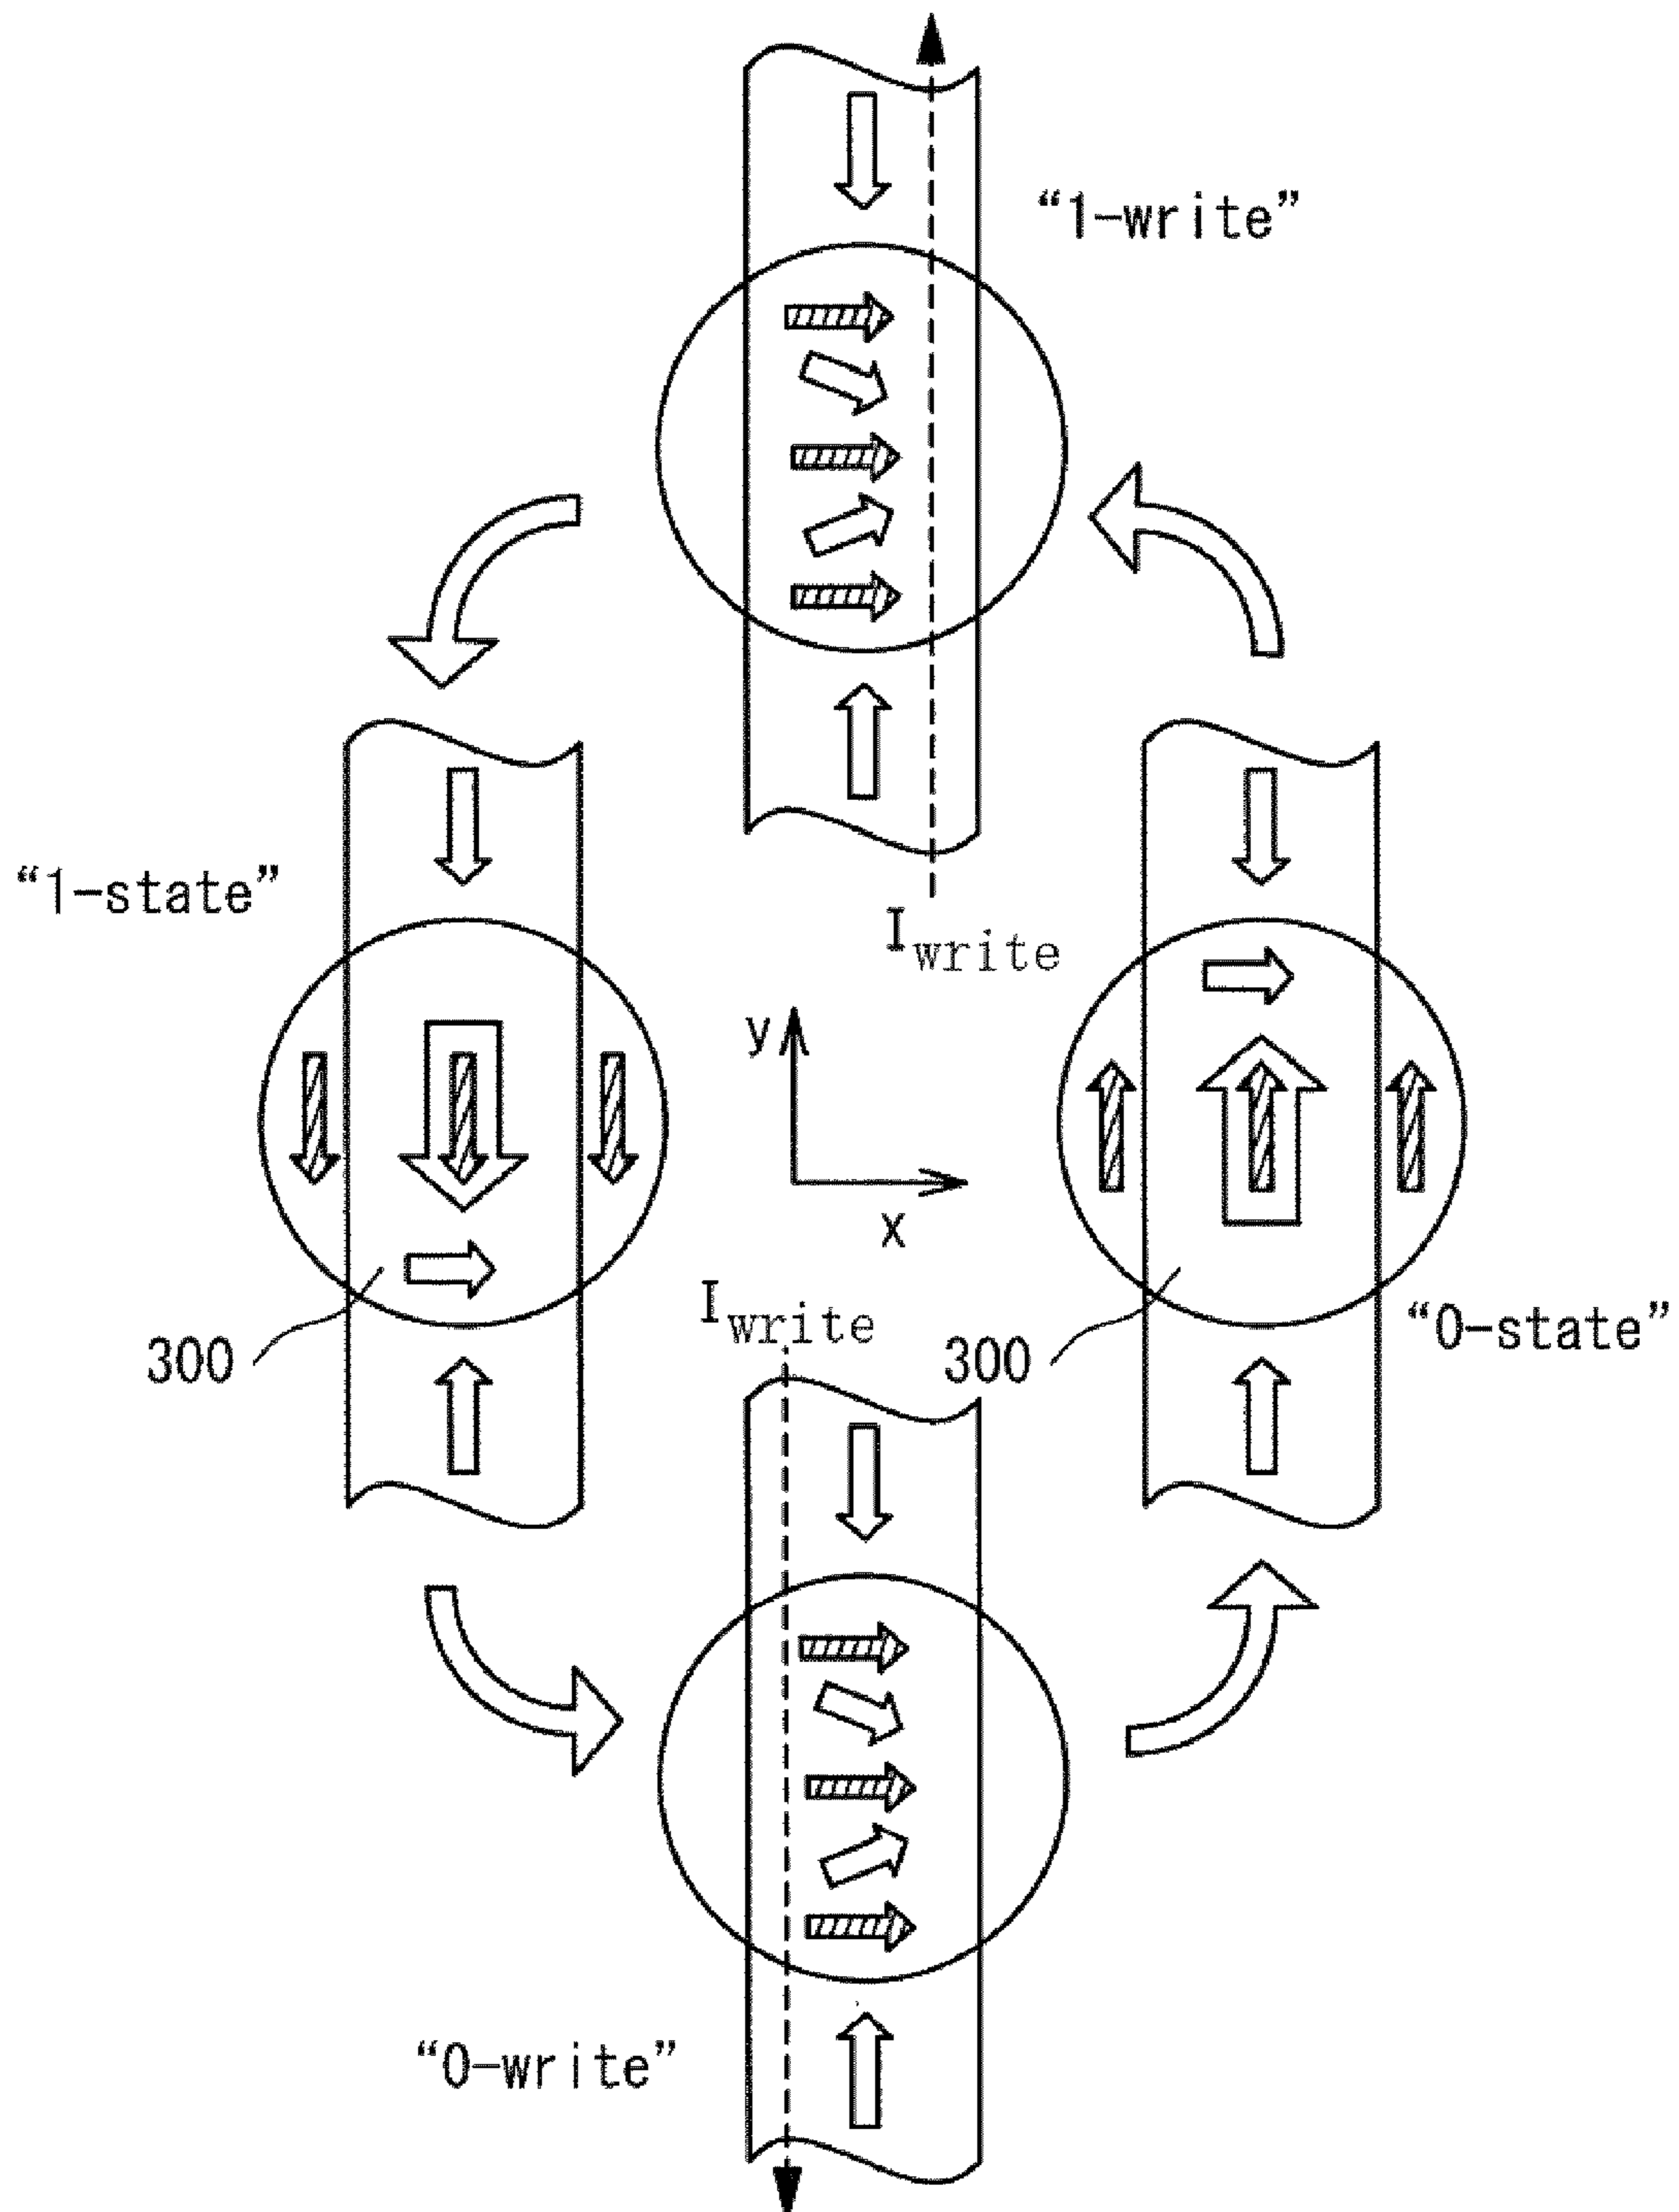 “1-write”
“1-state”
Iwrite
y
x
Iwrite
300
300
“0-state”
“0-write”